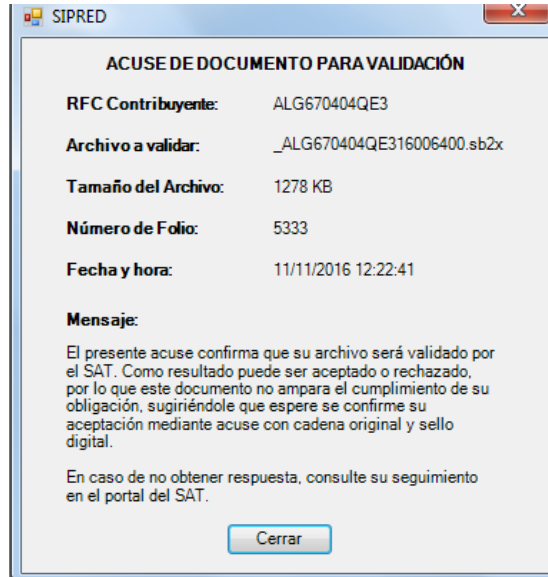 SIPRED
ACUSE DE DOCUMENTO PARA VALIDACIÓN
RFC Contribuyente: ALG670404QE3
Archivo a validar: _ALG670404QE316006400.sb2x
Tamaño del Archivo: 1278 KB
Número de Folio: 5333
Fecha y hora: 11/11/2016 12:22:41
Mensaje:
El presente acuse confirma que su archivo será validado por
el SAT. Como resultado puede ser aceptado o rechazado,
por lo que este documento no ampara el cumplimiento de su
obligación, sugiriéndole que espere se confirme su
aceptación mediante acuse con cadena original y sello
digital.
En caso de no obtener respuesta, consulte su seguimiento
en el portal del SAT.
Cerrar